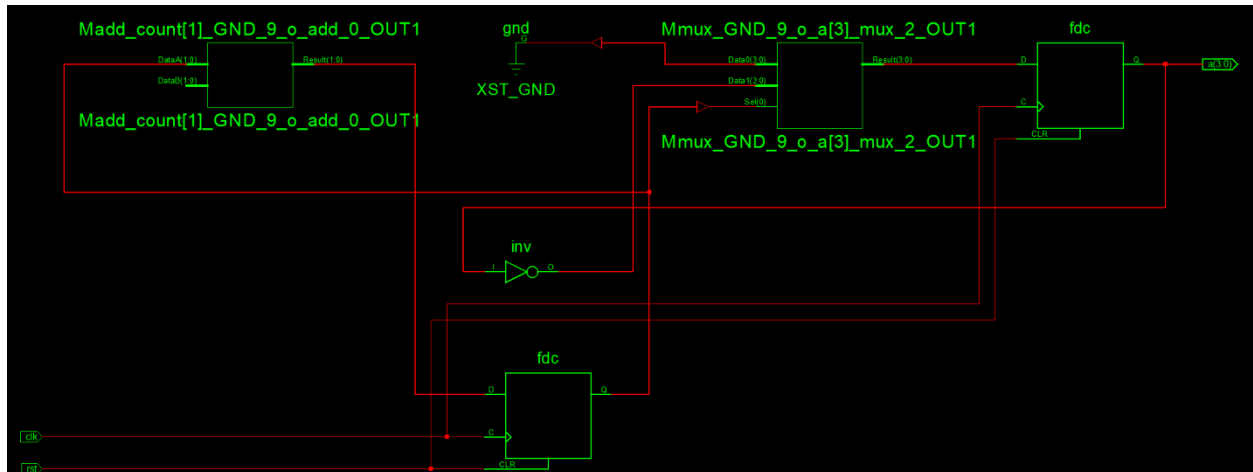 Madd_count[1]_GND_9_o_add_0_OUT1
DataA(1:0)
Result(1:0)
DataB(1:0)
Madd_count[1]_GND_9_o_add_0_OUT1
gnd
G
XST_GND
Mmux_GND_9_o_a[3]_mux_2_OUT1
Data0(3:0)
Result(3:0)
Data1(3:0)
Sel(0)
Mmux_GND_9_o_a[3]_mux_2_OUT1
fdc
D
Q
C
CLR
a(3:0)
inv
I
O
fdc
D
Q
C
CLR
clk
rst